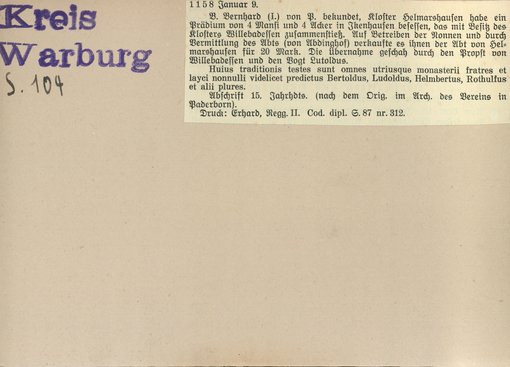 Kreis
Warburg
S. 104
1158 Januar 9.
B. Bernhard (I.) von P. bekundet, Kloster Helmarshausen habe ein
Prädium von 4 Mansi und 4 Acker in Ikenhausen besessen, das mit Besitz des
Klosters Willebadessen zusammenstieß. Auf Betreiben der Nonnen und durch
Vermittlung des Abts (von Abdinghof) verkaufte es ihnen der Abt von Hel-
marshausen für 20 Mark. Die Übernahme geschah durch den Propst von
Willebadessen und den Vogt Lutoldus.
Huius traditionis testes sunt omnes utriusque monasterii fratres et
layci nonnulli videlicet predictus Bertoldus, Ludoldus, Helmbertus, Rothulfus
et alii plures.
Abschrift 15. Jahrhdts. (nach dem Orig. im Arch. des Vereins in
Paderborn).
Druck: Erhard, Regg. II. Cod. dipl. S. 87 nr. 312.